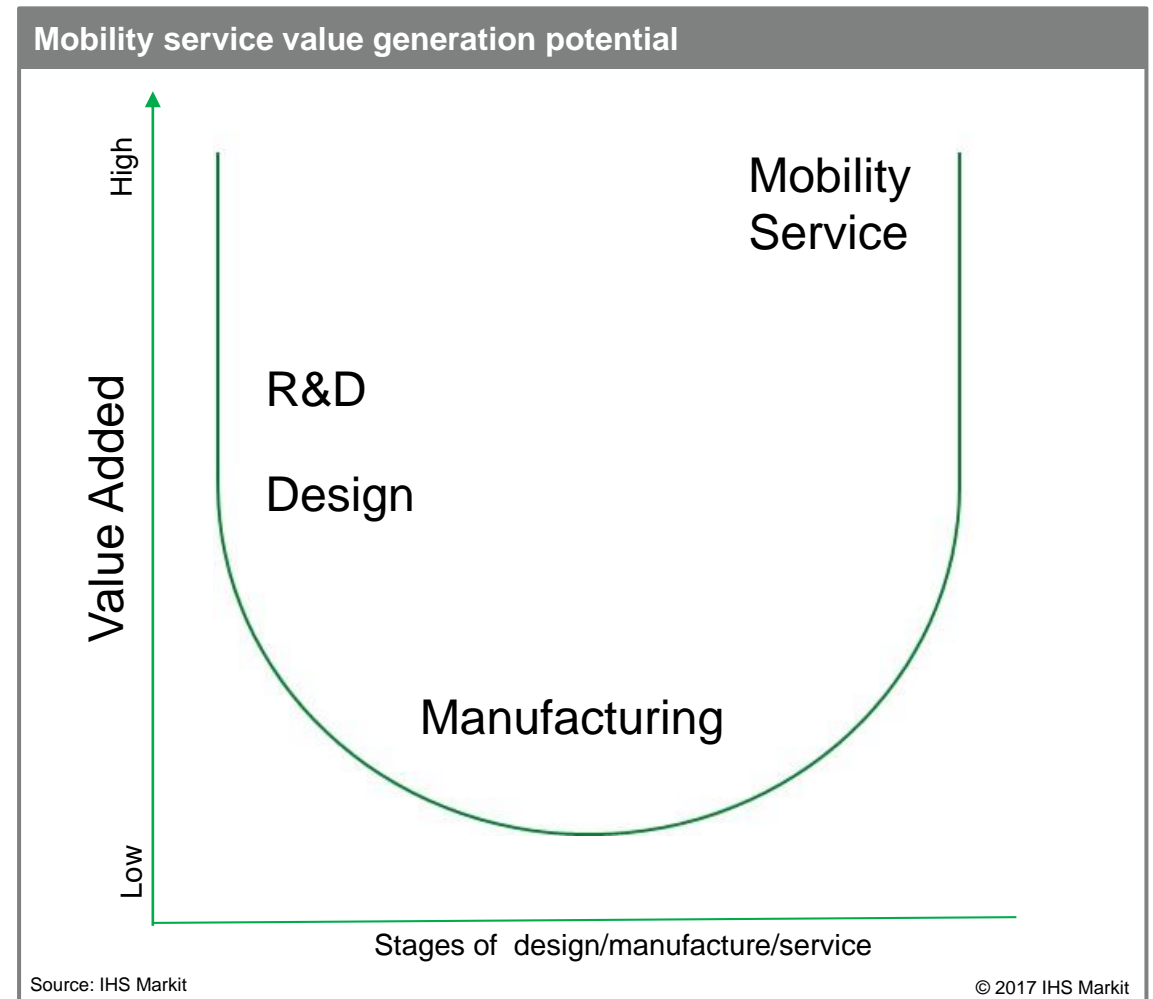 Mobility service value generation potential
High
Mobility
Service
R&D
Design
Value Added
Manufacturing
Low
Stages of  design/manufacture/service
Source: IHS Markit
© 2017 IHS Markit